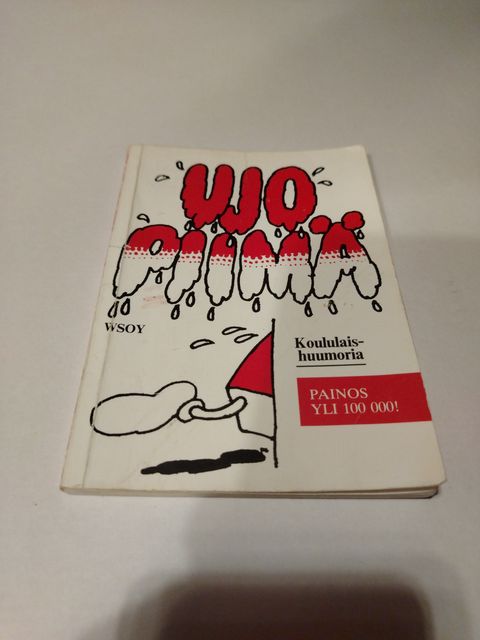 UJO
PIIMÄ
WSOY
Koululais-
huumoria
PAINOS
YLI 100 000!